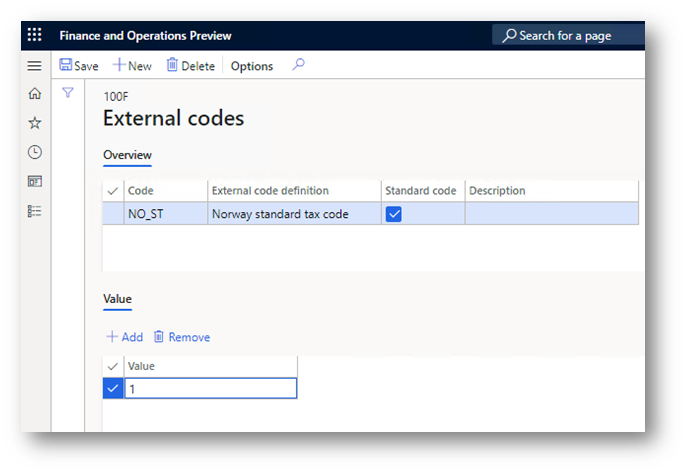 Finance and Operations Preview Search for a page
Save New Delete Options
100F
External codes
Overview
Code External code definition Standard code Description
NO_ST Norway standard tax code
Value
Add Remove
Value
1